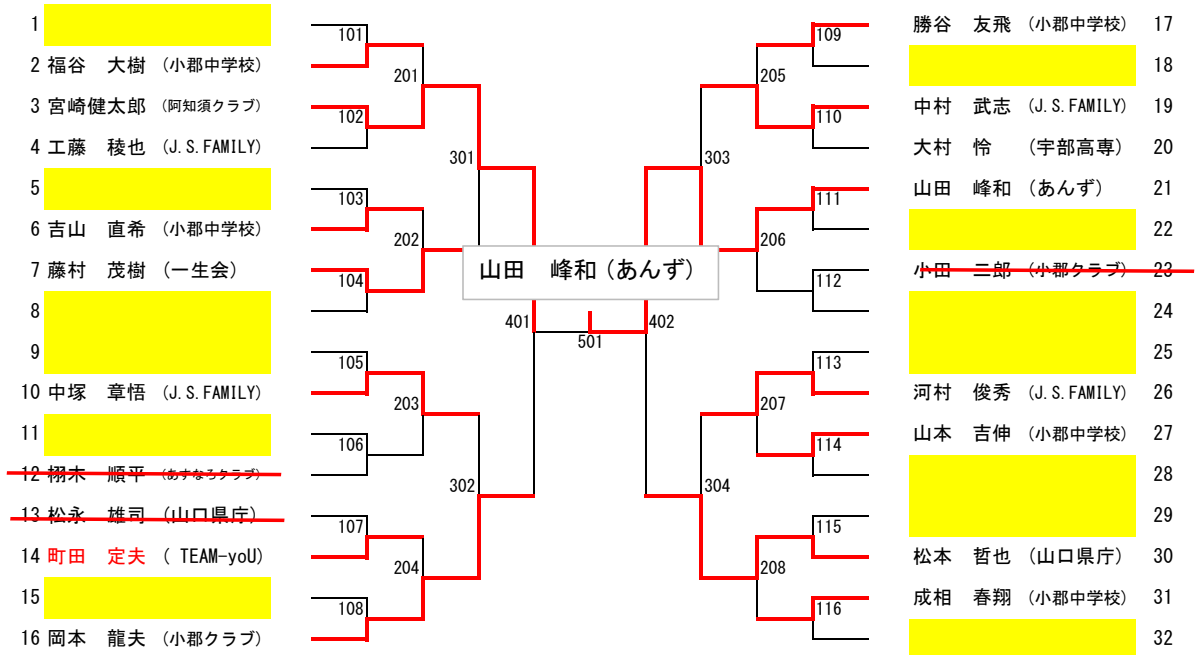 1
2 福谷　大樹 (小郡中学校)
3 宮崎健太郎 (阿知須クラブ)
4 工藤　稜也 (J.S.FAMILY)
5
6 吉山　直希 (小郡中学校)
7 藤村　茂樹 (一生会)
8
9
10 中塚　章悟 (J.S.FAMILY)
11
12 栩木　順平 (あすなろクラブ)
13 松永　雄司 (山口県庁)
14 町田　定夫 ( TEAM-yoU)
15
16 岡本　龍夫 (小郡クラブ)
101
102
103
104
105
106
107
108
201
202
203
204
301
302
401
山田　峰和（あんず）
501
402
303
304
205
206
207
208
109
110
111
112
113
114
115
116
勝谷　友飛 (小郡中学校) 17
18
中村　武志 (J.S.FAMILY) 19
大村　怜　 (宇部高専) 20
山田　峰和 (あんず) 21
22
小田　二郎 (小郡クラブ) 23
24
25
河村　俊秀 (J.S.FAMILY) 26
山本　吉伸 (小郡中学校) 27
28
29
松本　哲也 (山口県庁) 30
成相　春翔 (小郡中学校) 31
32